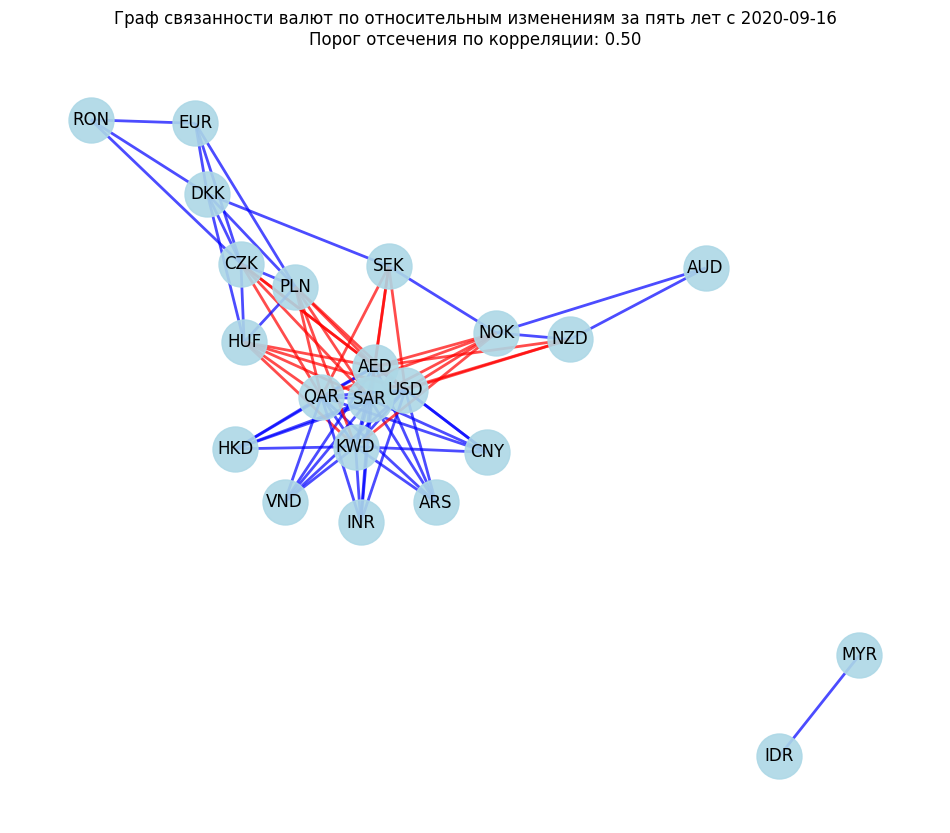 Граф связанности валют по относительным изменениям за пять лет с 2020-09-16
Порог отсечения по корреляции: 0.50
RON
EUR
DKK
CZK
SEK
AUD
PLN
NOK
NZD
HUF
AED
USD
QAR
SAR
KWD
HKD
CNY
VND
ARS
INR
MYR
IDR